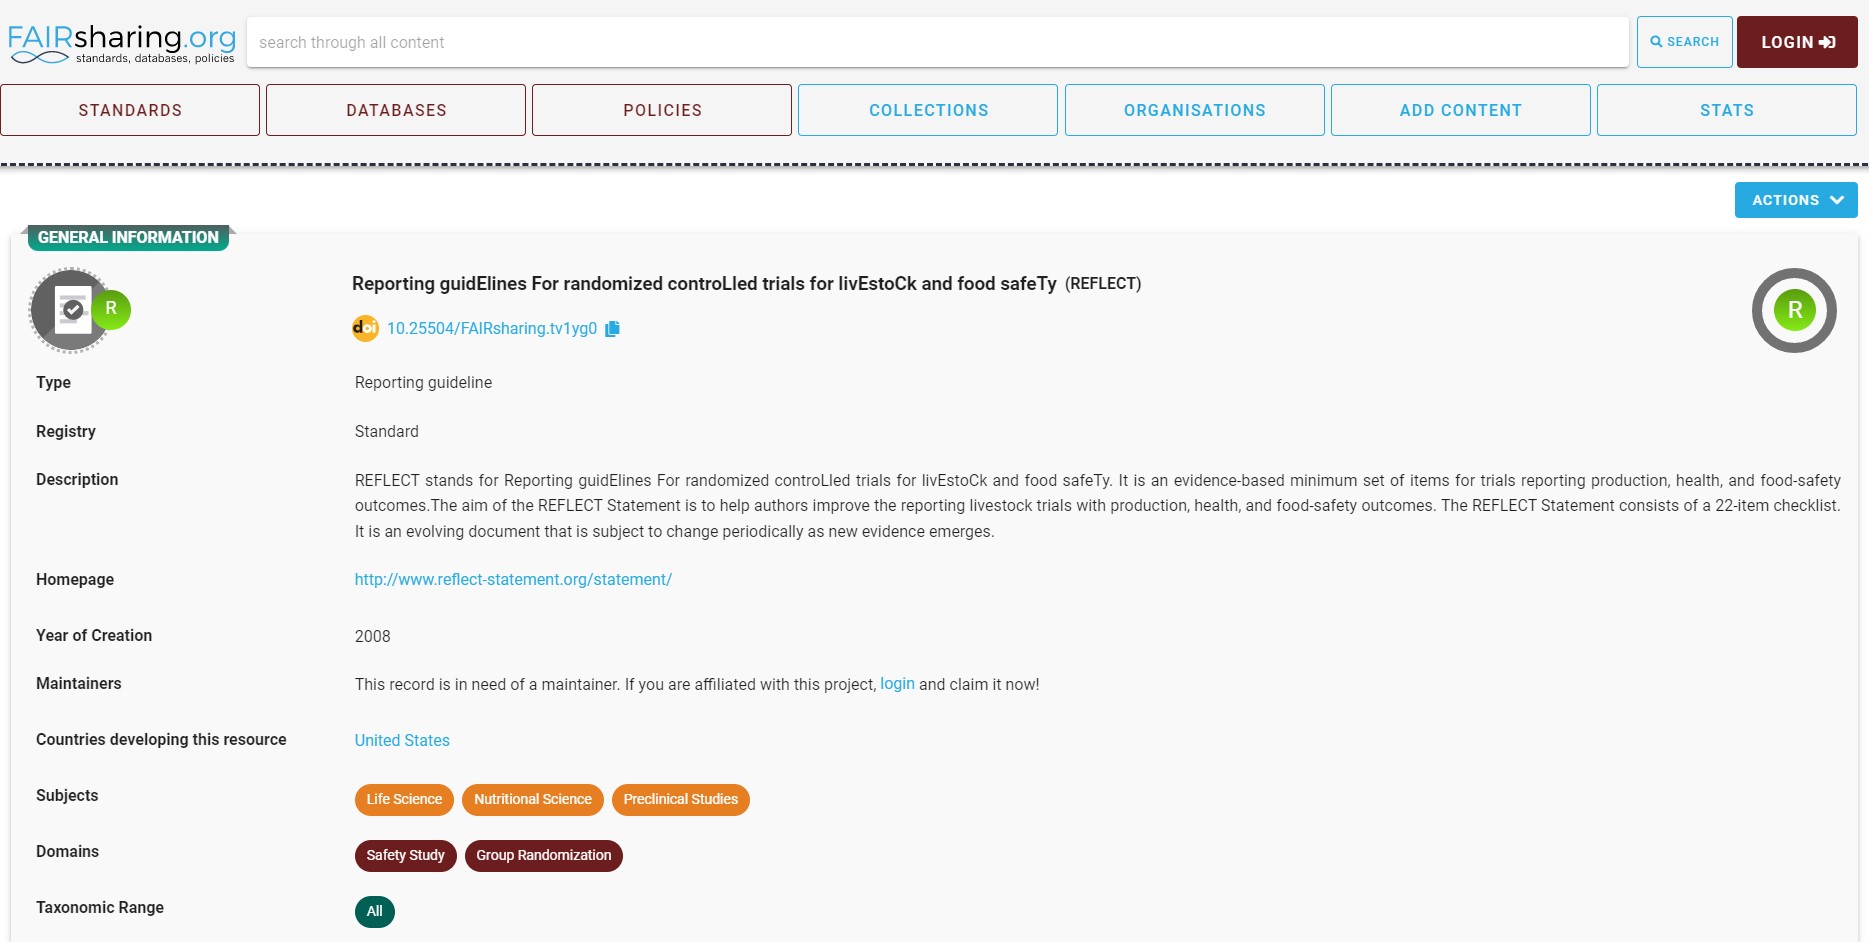 FAIRsharing.org
standards, databases, policies
search through all content
SEARCH
LOGIN
STANDARDS
DATABASES
POLICIES
COLLECTIONS
ORGANISATIONS
ADD CONTENT
STATS
ACTIONS
GENERAL INFORMATION
R
Reporting guidElines For randomized controLled trials for livEstoCk and food safeTy (REFLECT)
R
doi 10.25504/FAIRsharing.tv1yg0
Type
Reporting guideline
Registry
Standard
Description
REFLECT stands for Reporting guidElines For randomized controLled trials for livEstoCk and food safeTy. It is an evidence-based minimum set of items for trials reporting production, health, and food-safety
outcomes.The aim of the REFLECT Statement is to help authors improve the reporting livestock trials with production, health, and food-safety outcomes. The REFLECT Statement consists of a 22-item checklist.
It is an evolving document that is subject to change periodically as new evidence emerges.
Homepage
http://www.reflect-statement.org/statement/
Year of Creation
2008
Maintainers
This record is in need of a maintainer. If you are affiliated with this project, login and claim it now!
Countries developing this resource
United States
Subjects
Life Science
Nutritional Science
Preclinical Studies
Domains
Safety Study
Group Randomization
Taxonomic Range
All